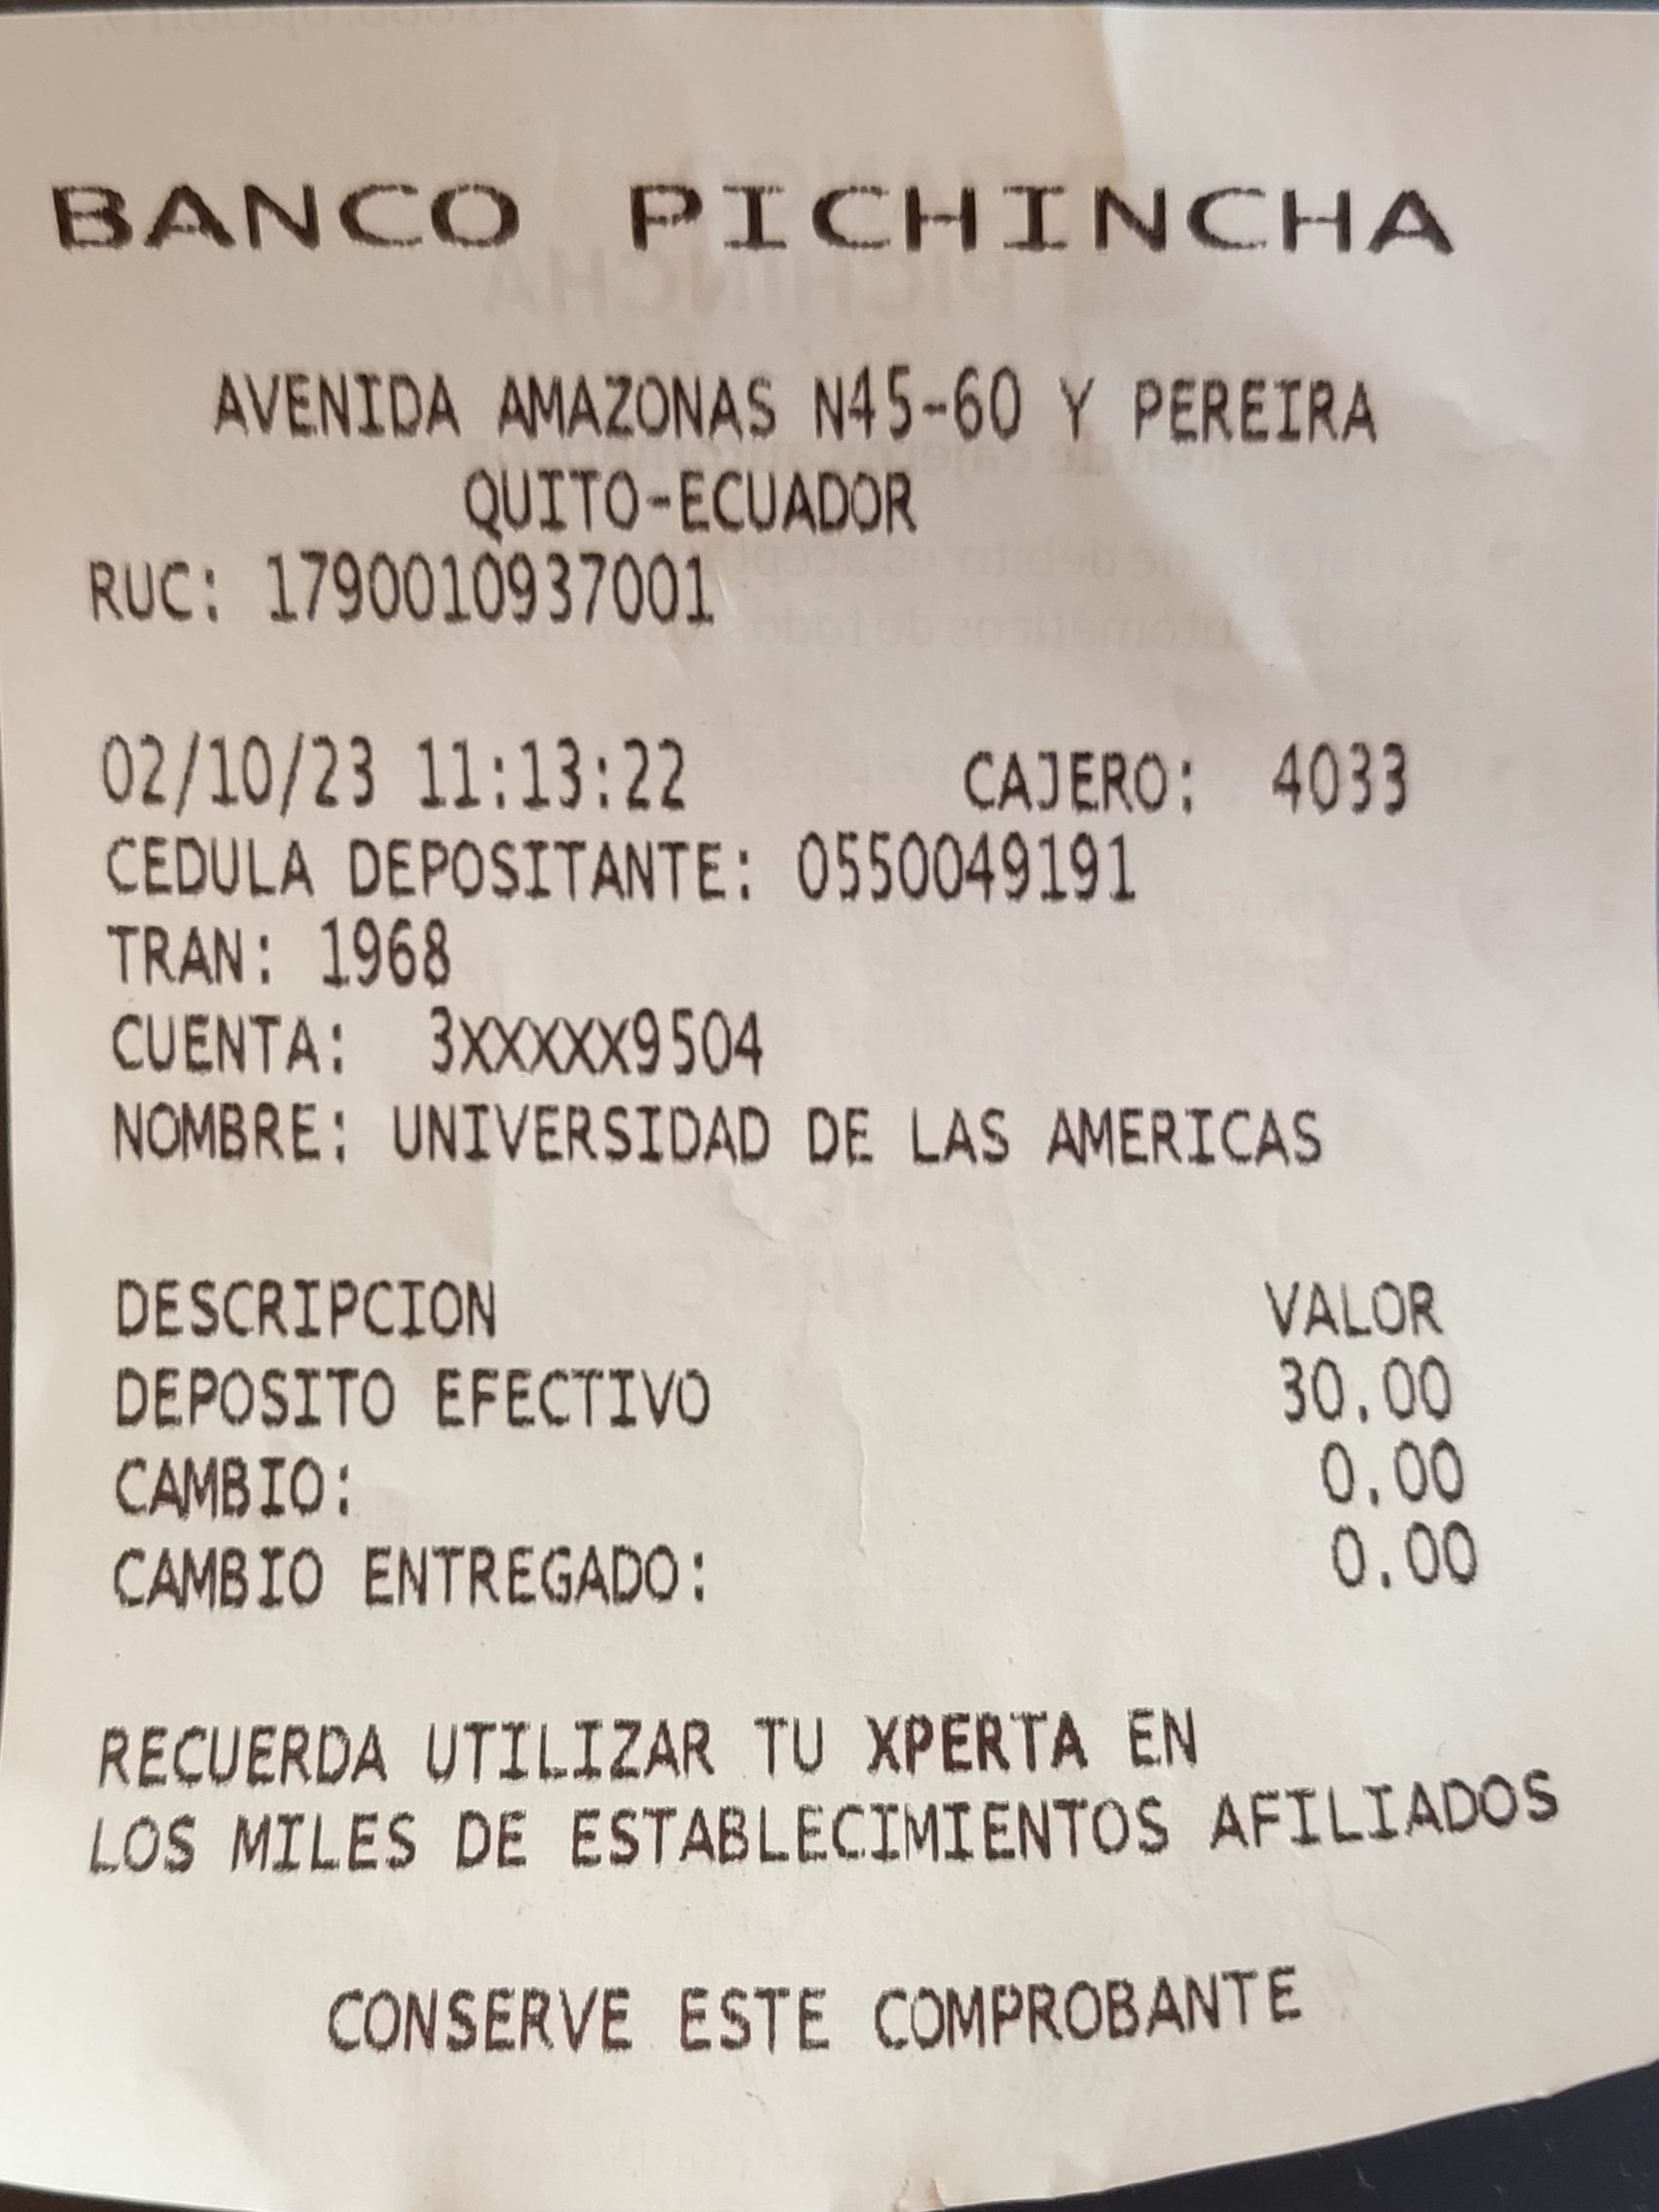 BANCO PICHINCHA
AVENIDA AMAZONAS N45-60 Y PEREIRA
QUITO-ECUADOR
RUC: 1790010937001
02/10/23 11:13:22 CAJERO: 4033
CEDULA DEPOSITANTE: 0550049191
TRAN: 1968
CUENTA: 3XXXXX9504
NOMBRE: UNIVERSIDAD DE LAS AMERICAS
DESCRIPCION VALOR
DEPOSITO EFECTIVO 30.00
CAMBIO: 0.00
CAMBIO ENTREGADO: 0.00
RECUERDA UTILIZAR TU XPERTA EN
LOS MILES DE ESTABLECIMIENTOS AFILIADOS
CONSERVE ESTE COMPROBANTE